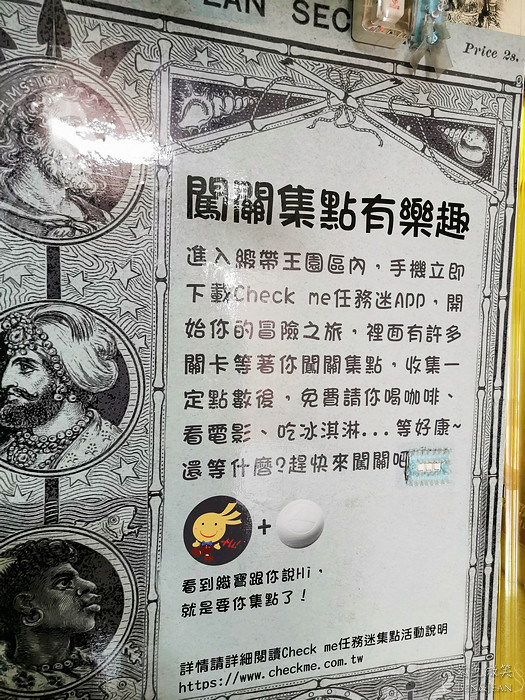 EAN SEC
Price 2s.
闖關集點有樂趣
進入緞帶王園區內，手機立即
下載Check me任務迷APP，開
始你的冒險之旅，裡面有許多
關卡等著你闖關集點，收集一
定點數後，免費請你喝咖啡、
看電影、吃冰淇淋...等好康~
還等什麼?趕快來闖關吧
Hi!
+
看到緞寶跟你說Hi，
就是要你集點了！
詳情請詳細閱讀Check me任務迷集點活動說明
https://www.checkme.com.tw